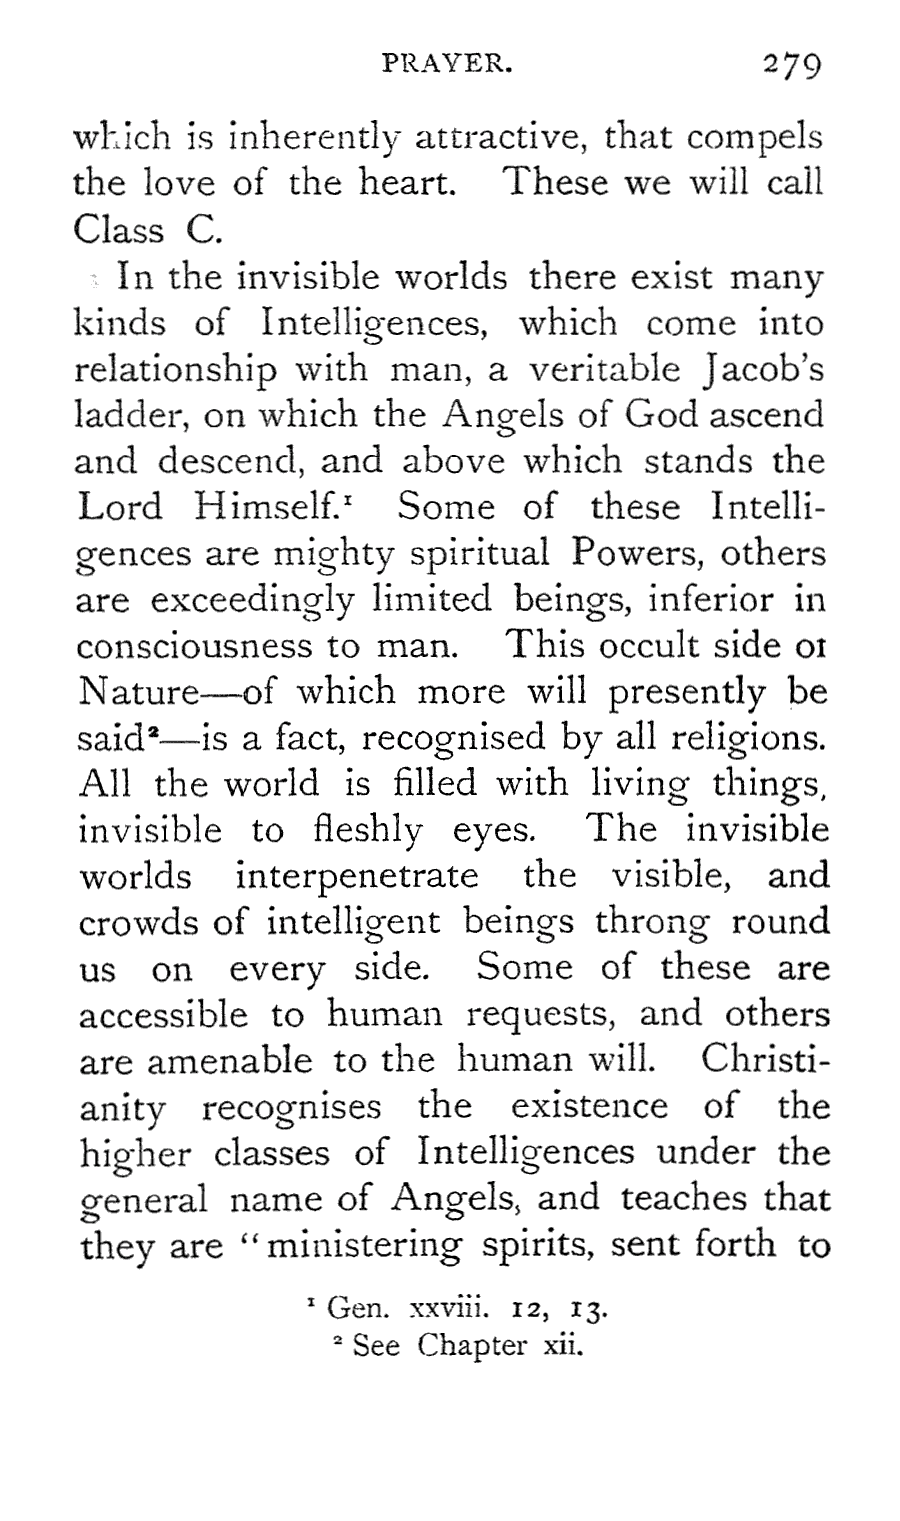 PRAYER. 279
which is inherently attractive, that compels
the love of the heart. These we will call
Class C.
In the invisible worlds there exist many
kinds of Intelligences, which come into
relationship with man, a veritable Jacob's
ladder, on which the Angels of God ascend
and descend, and above which stands the
Lord Himself.¹ Some of these Intelli-
gences are mighty spiritual Powers, others
are exceedingly limited beings, inferior in
consciousness to man. This occult side of
Nature—of which more will presently be
said²—is a fact, recognised by all religions.
All the world is filled with living things,
invisible to fleshly eyes. The invisible
worlds interpenetrate the visible, and
crowds of intelligent beings throng round
us on every side. Some of these are
accessible to human requests, and others
are amenable to the human will. Christi-
anity recognises the existence of the
higher classes of Intelligences under the
general name of Angels, and teaches that
they are "ministering spirits, sent forth to
¹ Gen. xxviii. 12, 13.
² See Chapter xii.